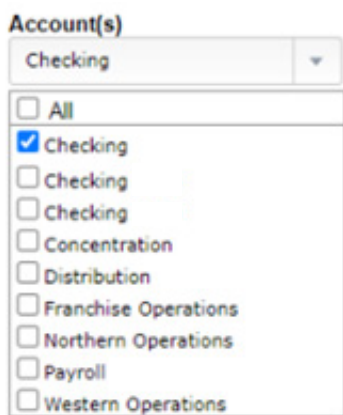 Account(s)
Checking
All
Checking
Checking
Checking
Concentration
Distribution
Franchise Operations
Northern Operations
Payroll
Western Operations